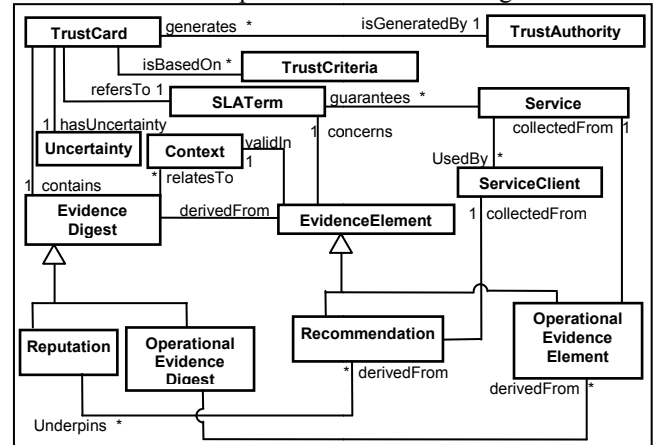 TrustCard
generates *
isGeneratedBy 1
TrustAuthority
isBasedOn *
TrustCriteria
refersTo 1
SLATerm
guarantees *
Service
1 hasUncertainty
Uncertainty
Context
validIn
1
1 concerns
collectedFrom 1
UsedBy *
ServiceClient
* relatesTo
1 contains
Evidence
Digest
derivedFrom
EvidenceElement
1 collectedFrom
Reputation
Operational
Evidence
Digest
Recommendation
Operational
Evidence
Element
* derivedFrom
derivedFrom *
Underpins *